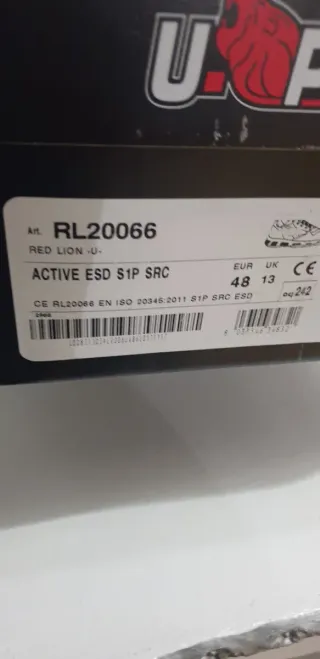 U.P
Art. RL20066
RED LION -U-
ACTIVE ESD S1P SRC
EUR UK
48 13 CE
CE RL20066 EN ISO 20345:2011 S1P SRC ESD
242